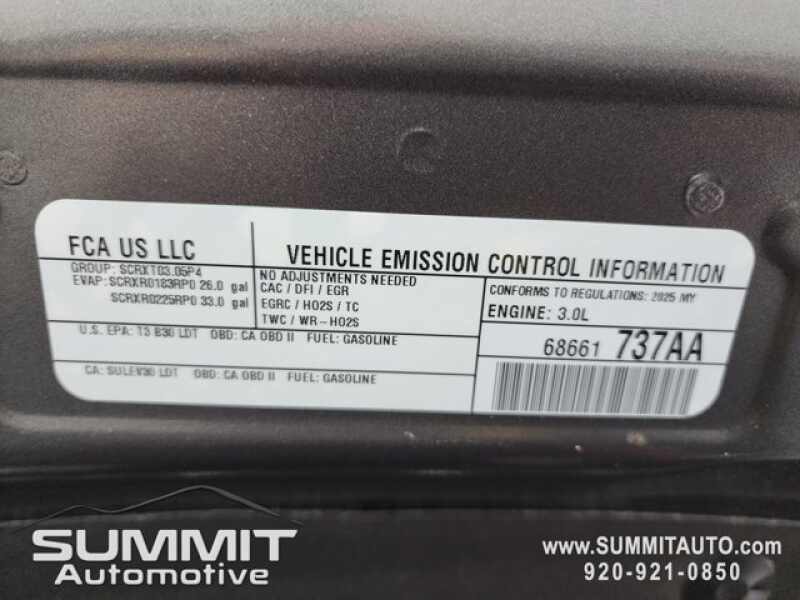 FCA US LLC
VEHICLE EMISSION CONTROL INFORMATION
GROUP: SCRXT03.05P4
EVAP: SCRXR0183RP0 26.0 gal
SCRXR0225RP0 33.0 gal
NO ADJUSTMENTS NEEDED
CAC / DFI / EGR
EGRC / HO2S / TC
TWC / WR-HO2S
CONFORMS TO REGULATIONS: 2025 MY
ENGINE: 3.0L
U.S. EPA: T3 B30 LDT OBD: CA OBD II FUEL: GASOLINE
68661 737AA
CA: SULEV30 LDT OBD: CA OBD II FUEL: GASOLINE
SUMMIT
Automotive
WWW.SUMMITAUTO.COM
920-921-0850